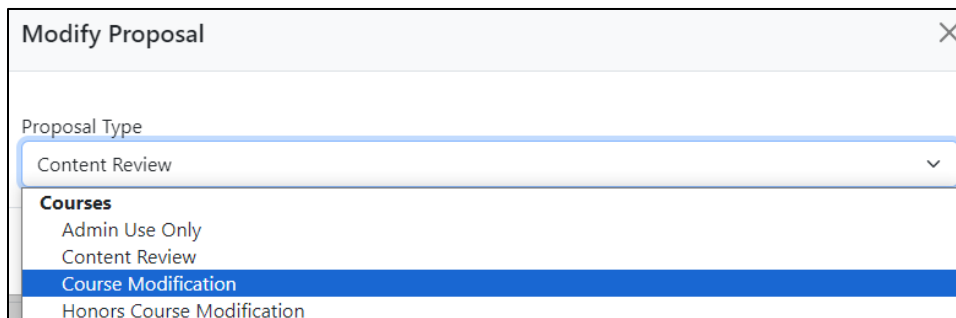 Modify Proposal
Proposal Type
Content Review
Courses
Admin Use Only
Content Review
Course Modification
Honors Course Modification